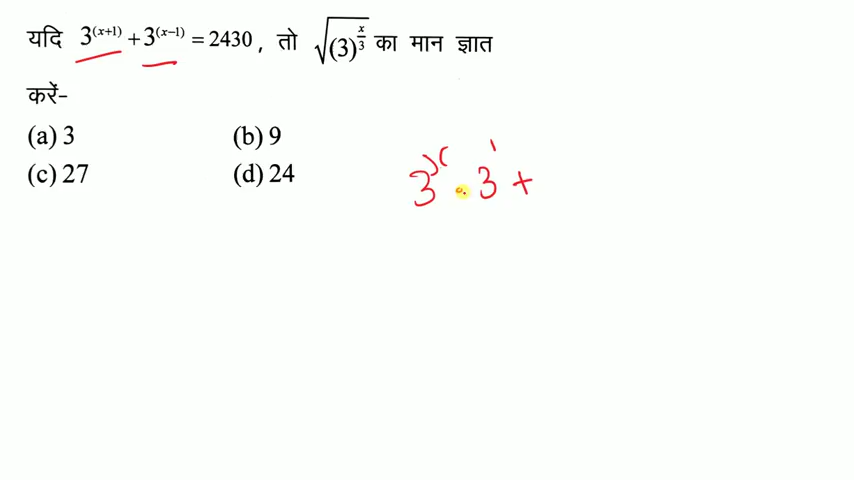 यदि 3^(x+1) + 3^(x−1) = 2430, तो √((3)^(x/3)) का मान ज्ञात
करें-
(a) 3 (b) 9
(c) 27 (d) 24
3^x . 3^1 +